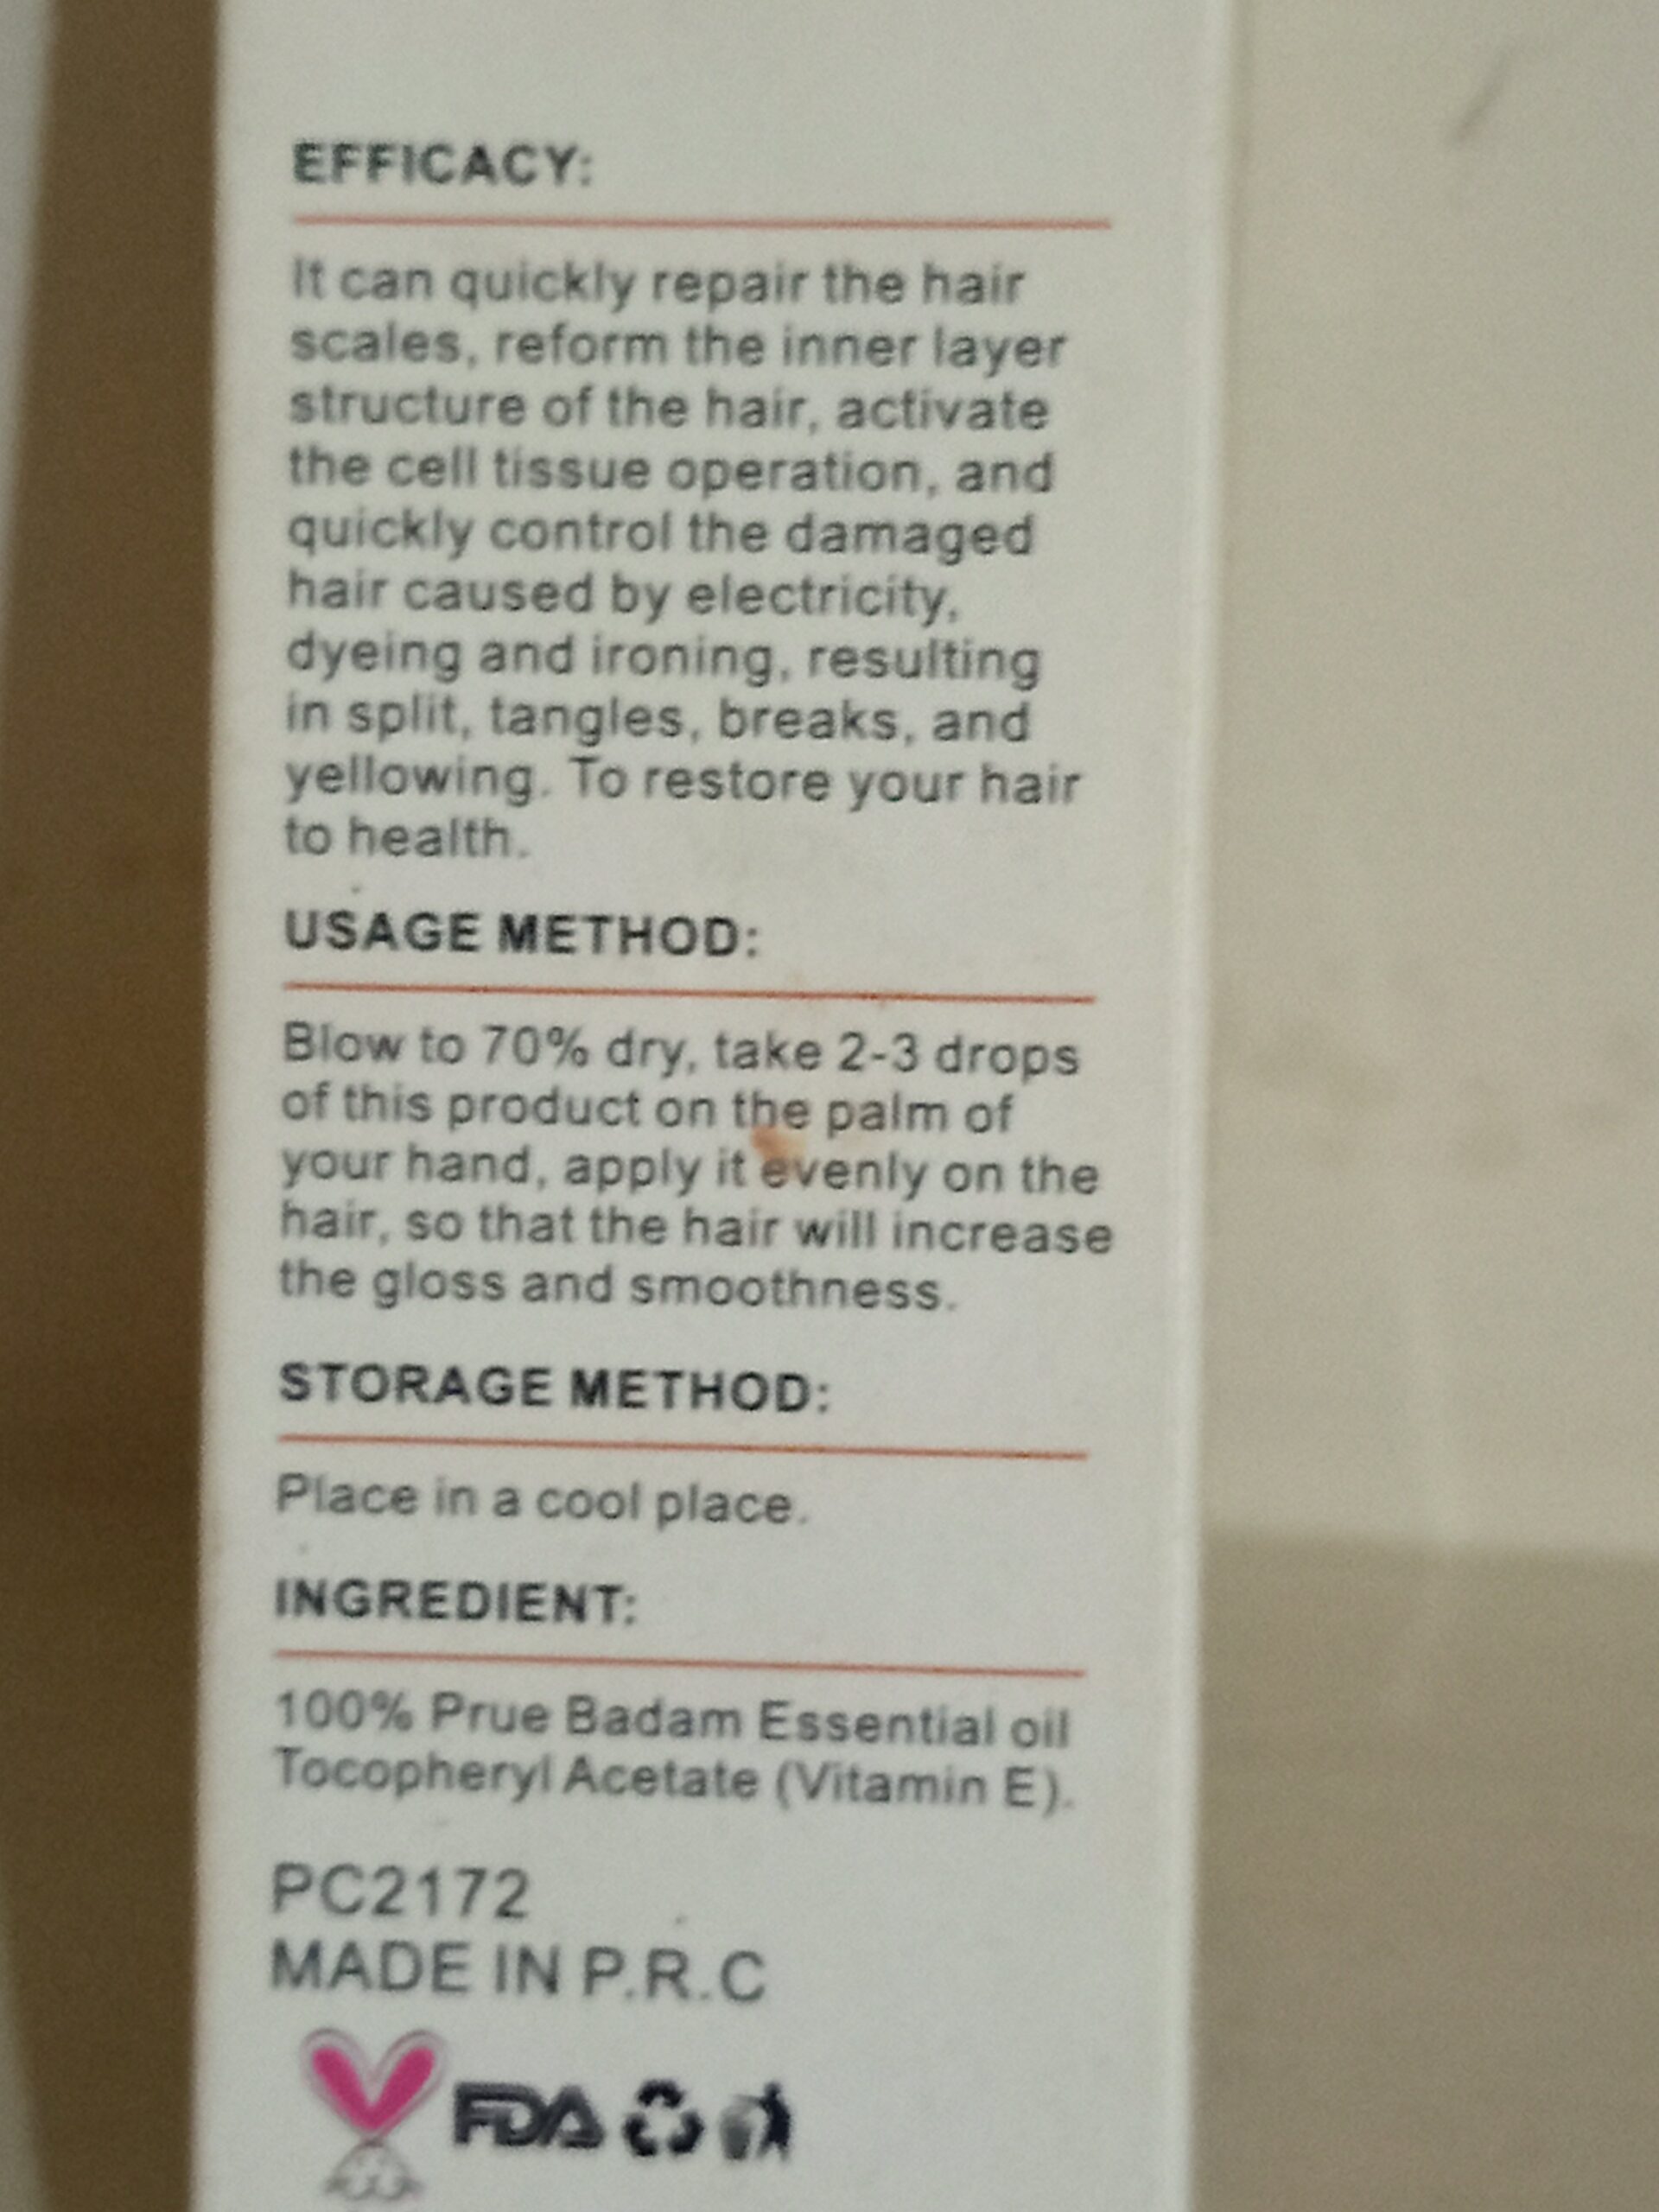 EFFICACY:
It can quickly repair the hair
scales, reform the inner layer
structure of the hair, activate
the cell tissue operation, and
quickly control the damaged
hair caused by electricity,
dyeing and ironing, resulting
in split, tangles, breaks, and
yellowing. To restore your hair
to health.
USAGE METHOD:
Blow to 70% dry, take 2-3 drops
of this product on the palm of
your hand, apply it evenly on the
hair, so that the hair will increase
the gloss and smoothness.
STORAGE METHOD:
Place in a cool place.
INGREDIENT:
100% Prue Badam Essential oil
Tocopheryl Acetate (Vitamin E).
PC2172
MADE IN P.R.C
FDA